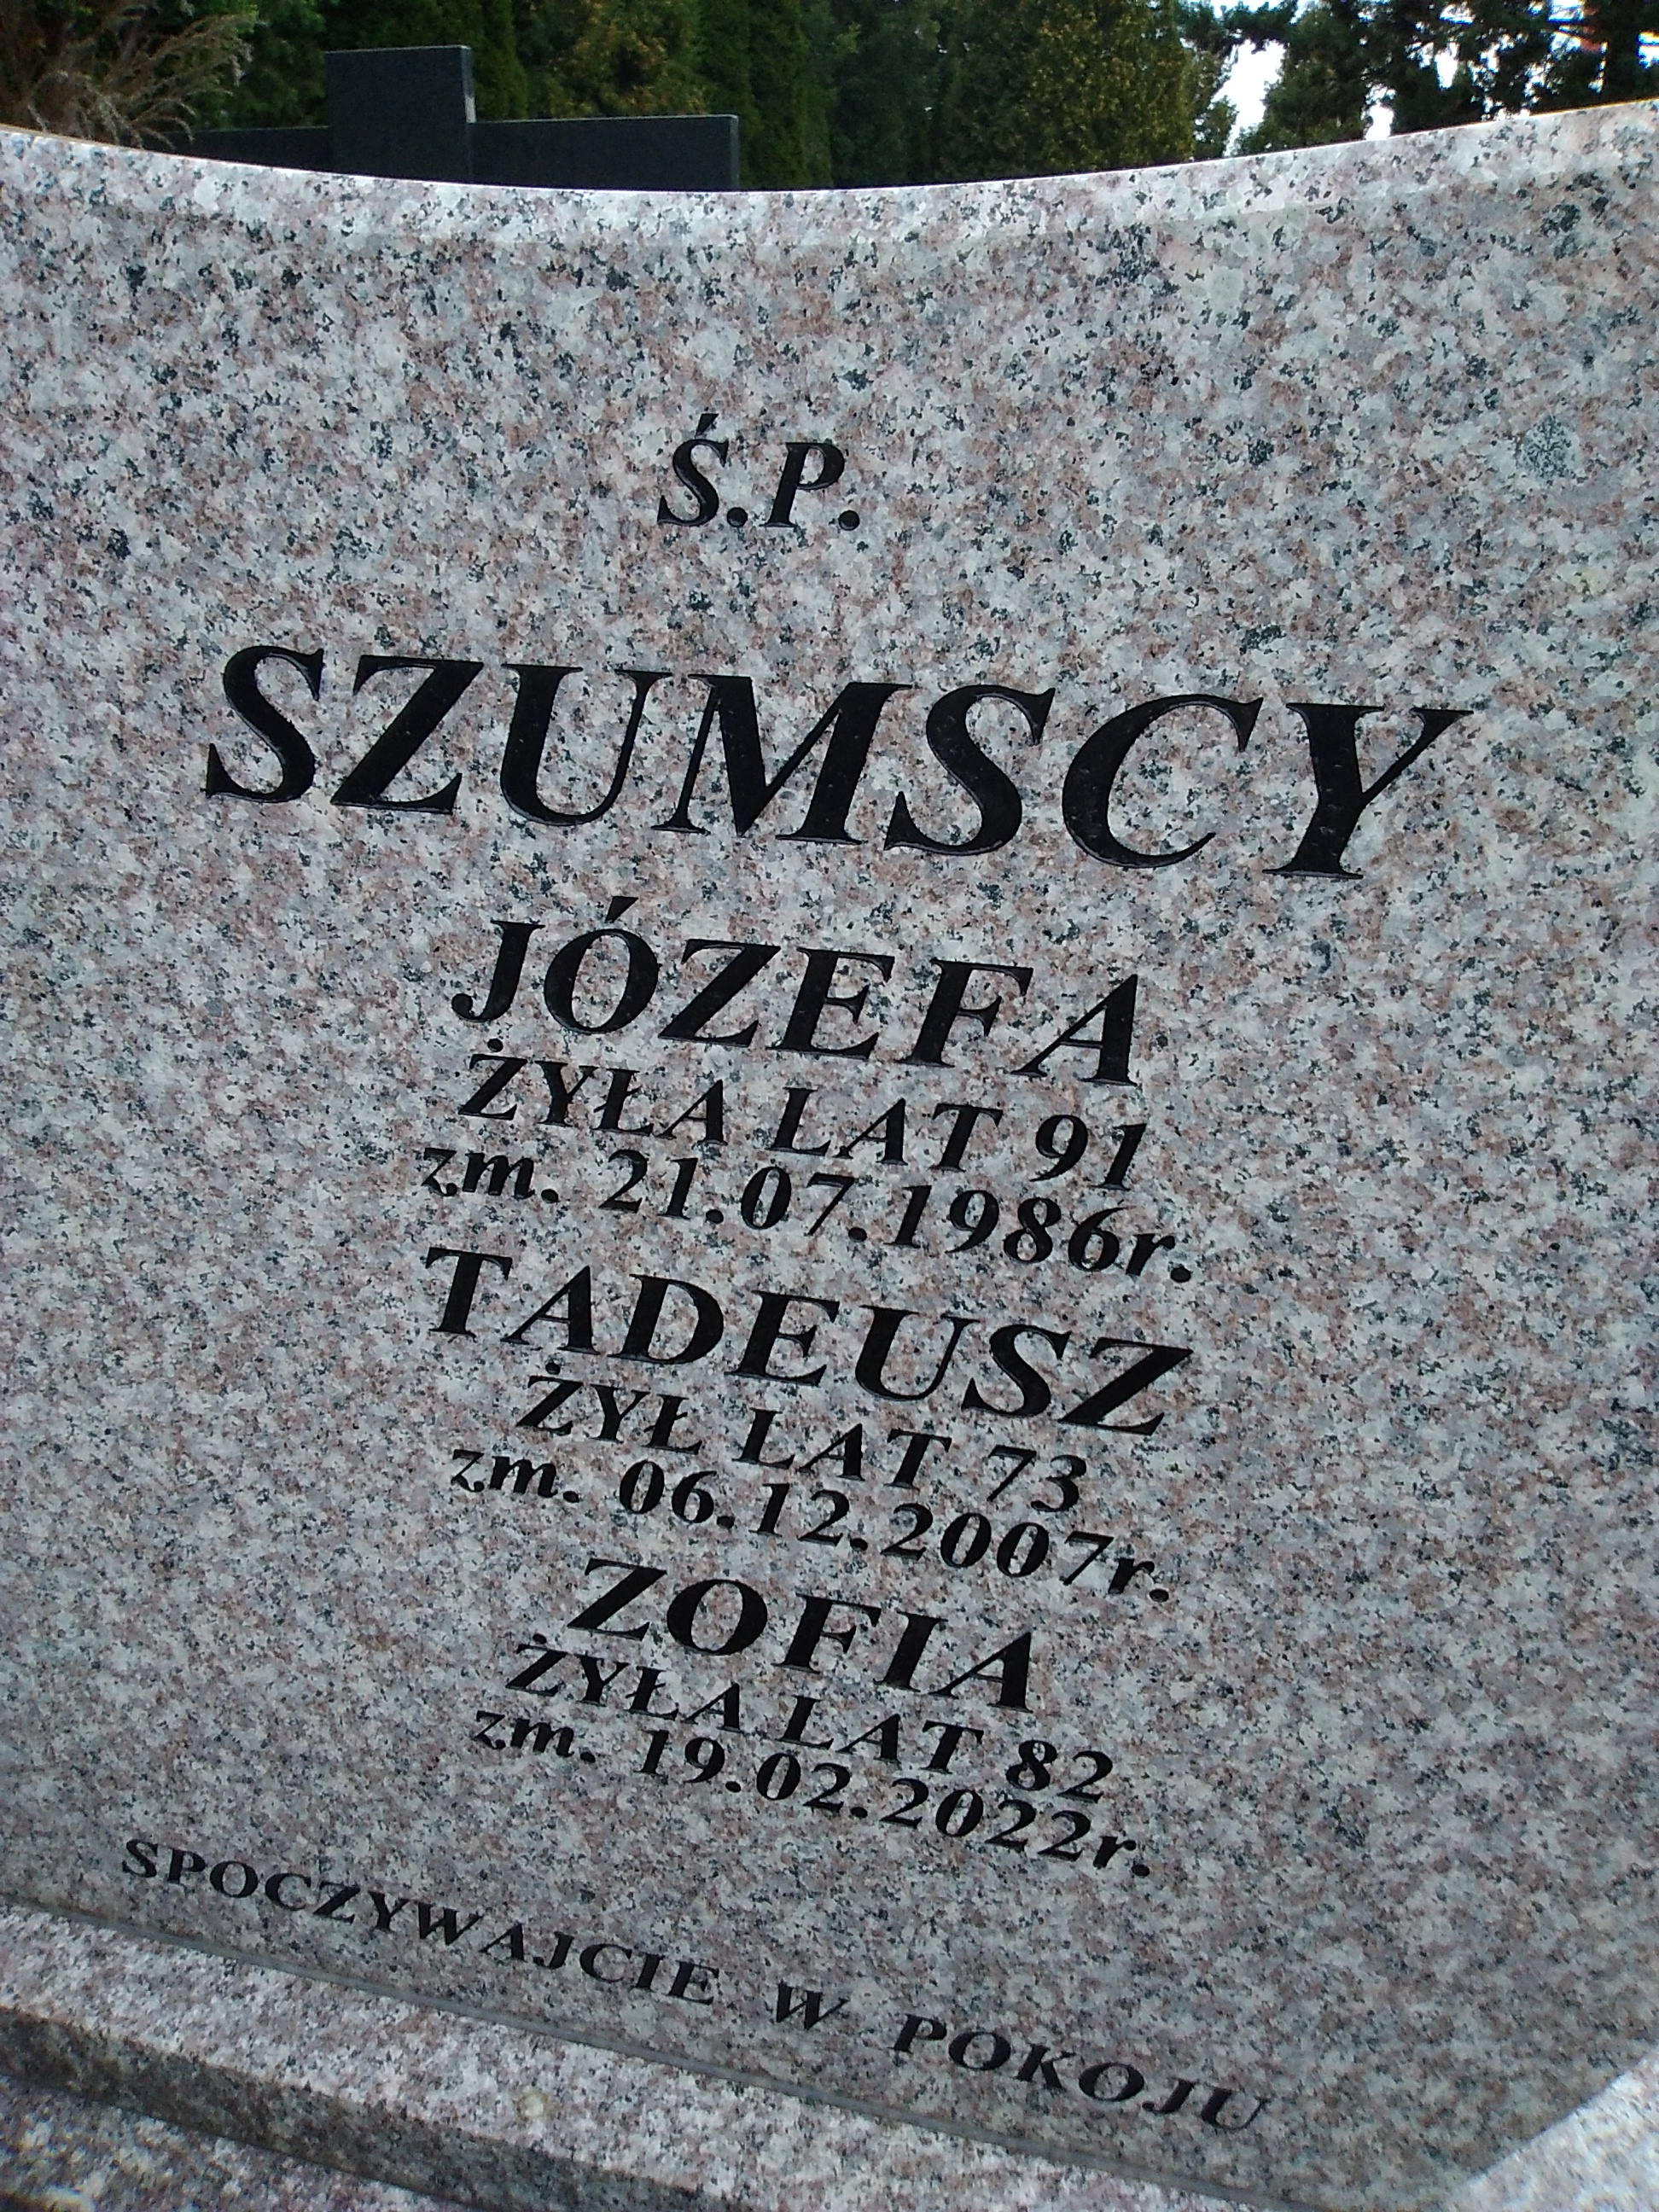 Ś.P.
SZUMSCY
JÓZEFA
ŻYŁA LAT 91
zm. 21.07.1986r.
TADEUSZ
ŻYŁ LAT 73
zm. 06.12.2007r.
ZOFIA
ŻYŁA LAT 82
zm. 19.02.2022r.
SPOCZYWAJCIE W POKOJU